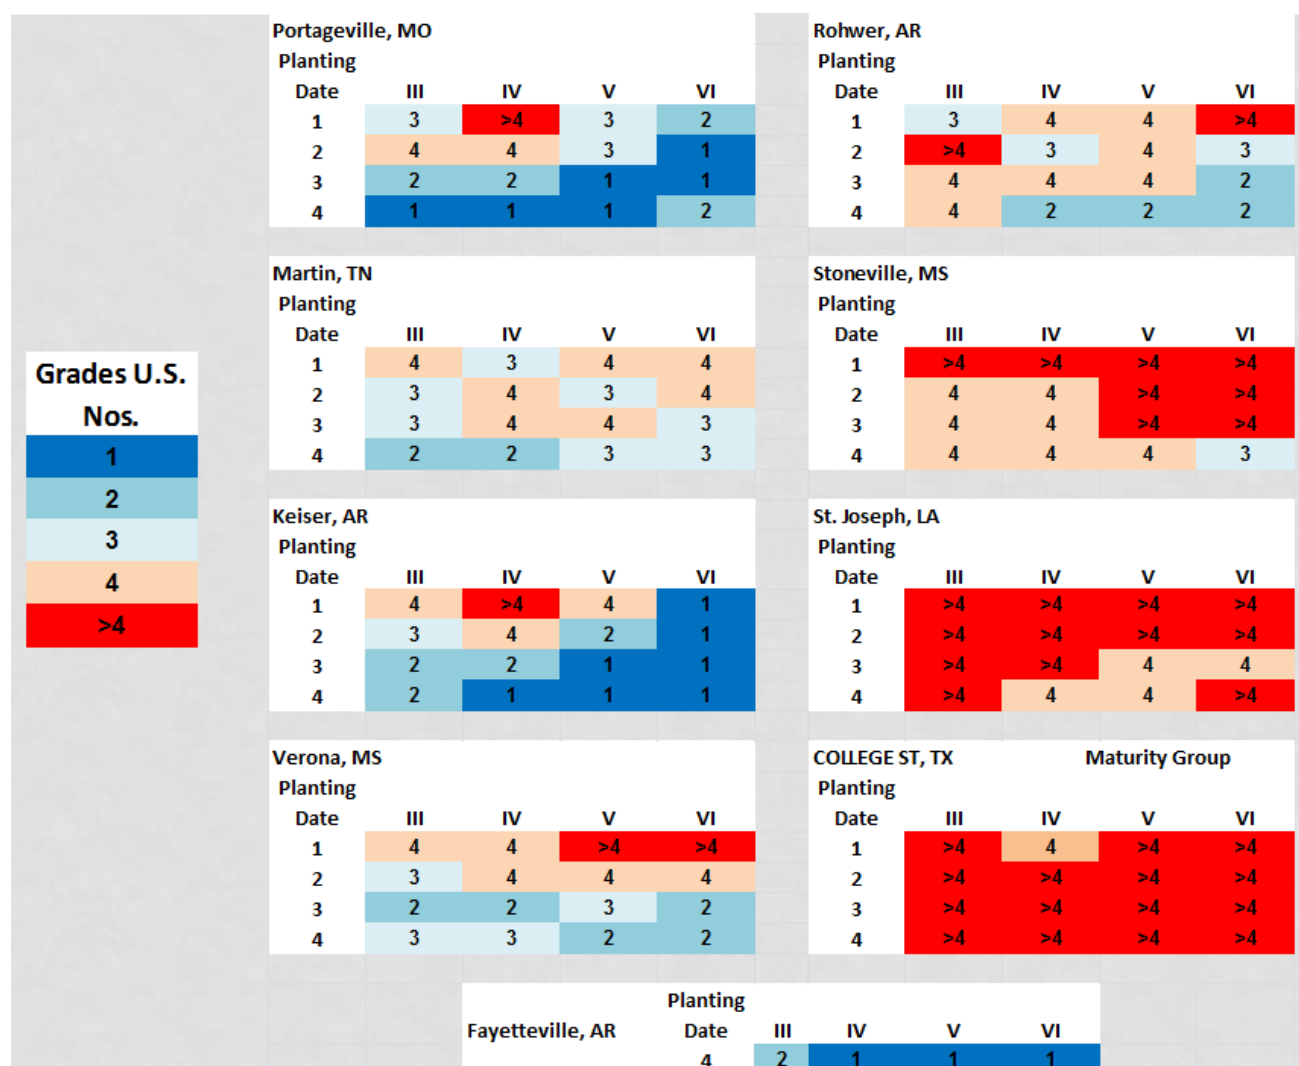 Grades U.S.
Nos.
1
2
3
4
>4
Portageville, MO
Planting
Date III IV V VI
1 3 >4 3 2
2 4 4 3 1
3 2 2 1 1
4 1 1 1 2
Rohwer, AR
Planting
Date III IV V VI
1 3 4 4 >4
2 >4 3 4 3
3 4 4 4 2
4 4 2 2 2
Martin, TN
Planting
Date III IV V VI
1 4 3 4 4
2 3 4 3 4
3 3 4 4 3
4 2 2 3 3
Stoneville, MS
Planting
Date III IV V VI
1 >4 >4 >4 >4
2 4 4 >4 >4
3 4 4 >4 >4
4 4 4 4 3
Keiser, AR
Planting
Date III IV V VI
1 4 >4 4 1
2 3 4 2 1
3 2 2 1 1
4 2 1 1 1
St. Joseph, LA
Planting
Date III IV V VI
1 >4 >4 >4 >4
2 >4 >4 >4 >4
3 >4 >4 4 4
4 >4 4 4 >4
Verona, MS
Planting
Date III IV V VI
1 4 4 >4 >4
2 3 4 4 4
3 2 2 3 2
4 3 3 2 2
COLLEGE ST, TX Maturity Group
Planting
Date III IV V VI
1 >4 4 >4 >4
2 >4 >4 >4 >4
3 >4 >4 >4 >4
4 >4 >4 >4 >4
Planting
Fayetteville, AR Date III IV V VI
4 2 1 1 1